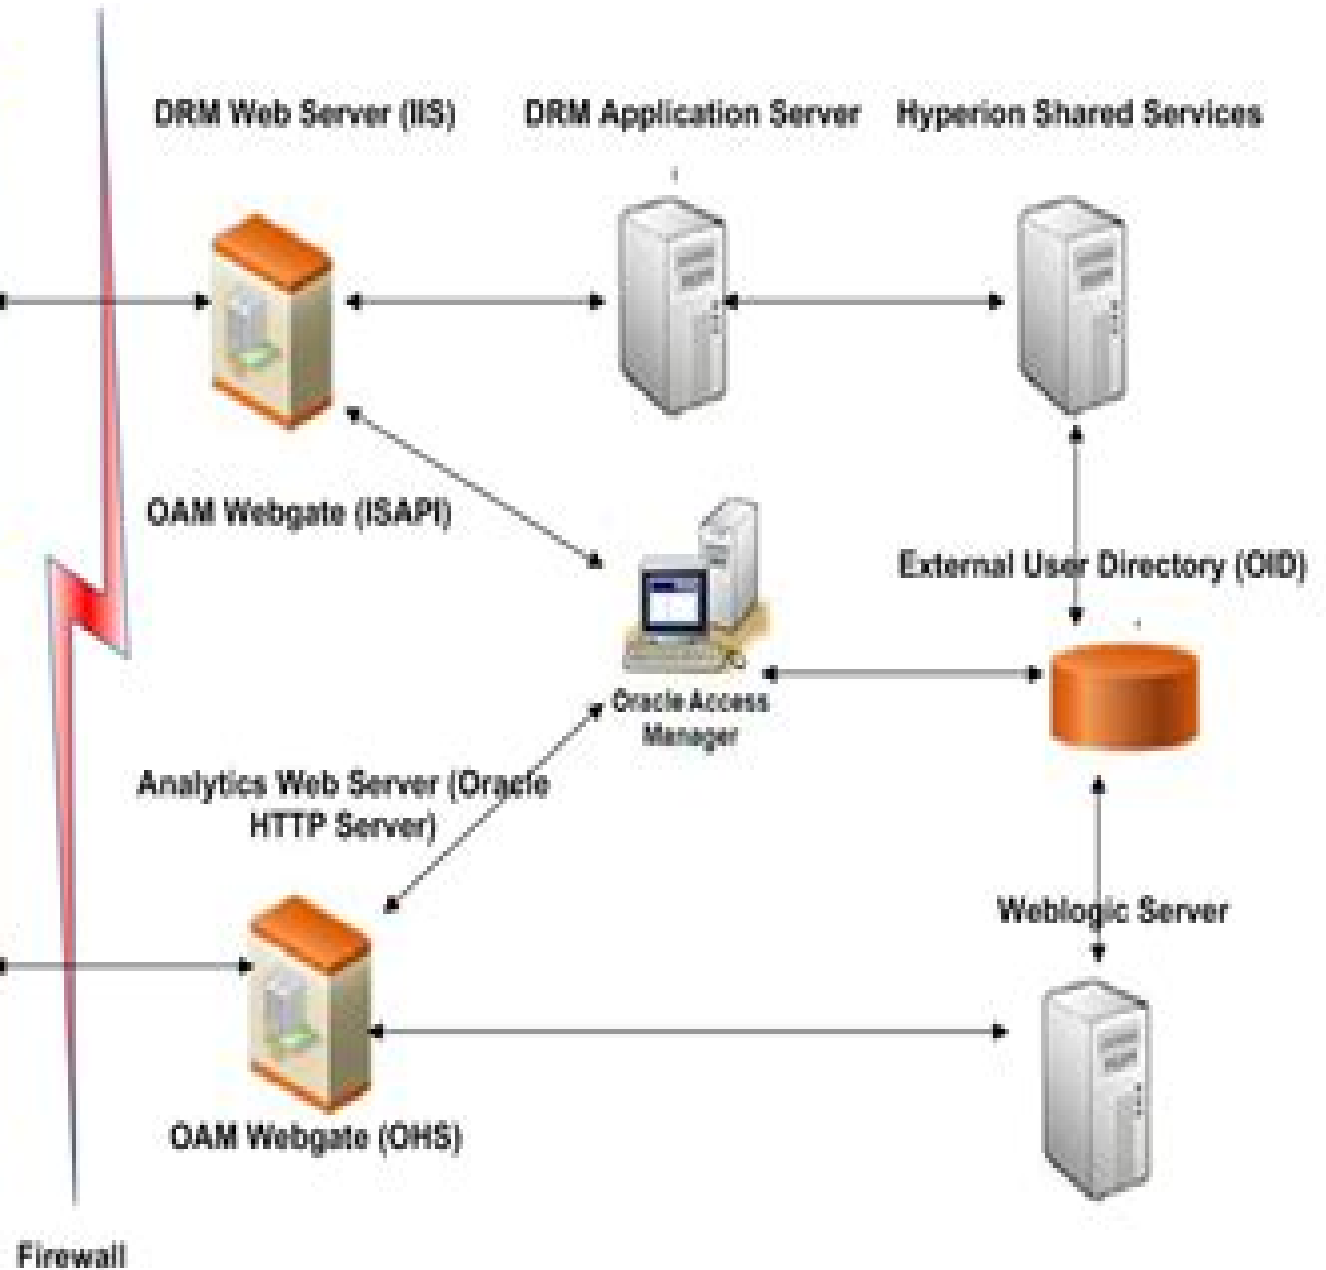 DRM Web Server (IIS)
DRM Application Server
Hyperion Shared Services
OAM Webgate (ISAPI)
External User Directory (OID)
Oracle Access
Manager
Analytics Web Server (Oracle
HTTP Server)
Weblogic Server
OAM Webgate (OHS)
Firewall